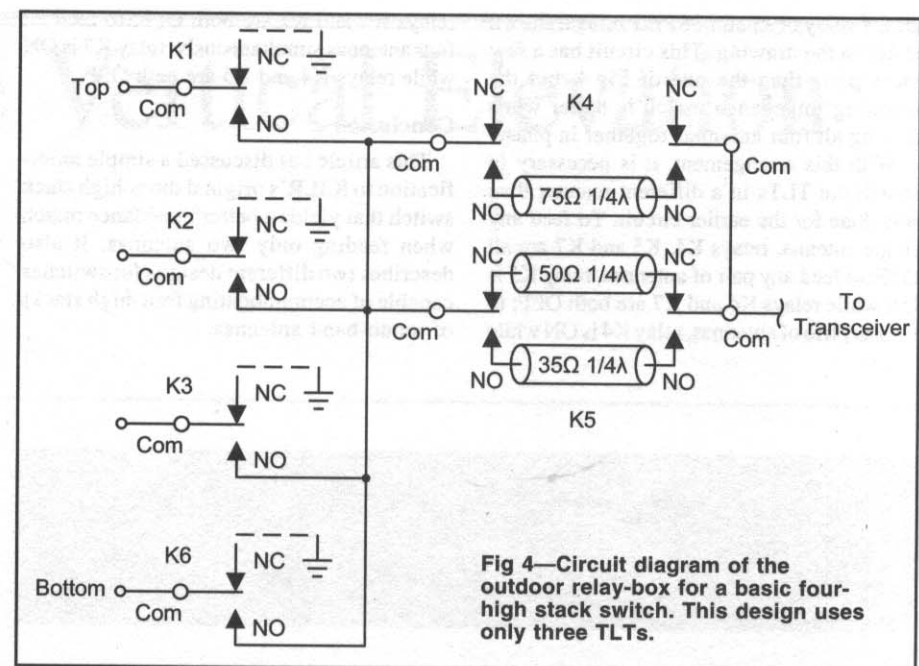 K1
NC
Top
Com
NO
K2
NC
Com
NO
K3
NC
Com
NO
K6
NC
Bottom
Com
NO
NC
K4
NC
Com
Com
NO
75Ω 1/4λ
NO
NC
50Ω 1/4λ
NC
Com
Com
To
Transceiver
NO
35Ω 1/4λ
NO
K5
Fig 4—Circuit diagram of the
outdoor relay-box for a basic four-
high stack switch. This design uses
only three TLTs.